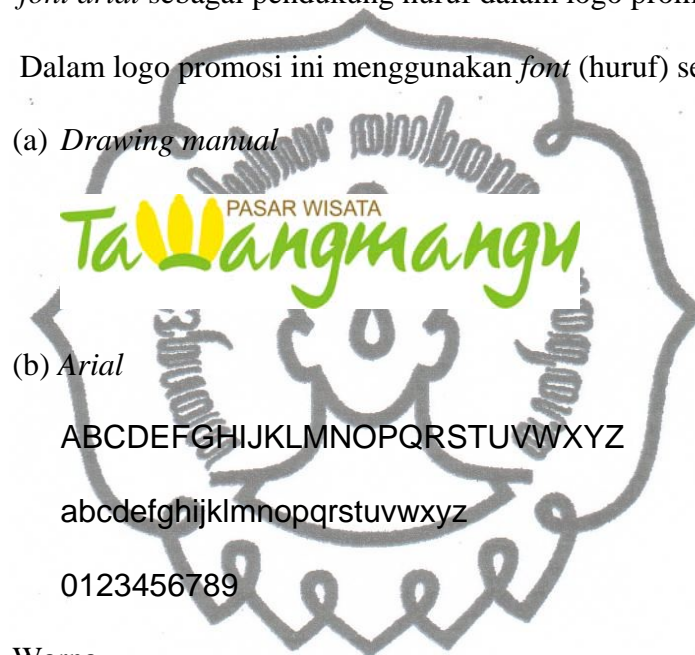 font arial sebagai pendukung huruf dalam logo prom
Dalam logo promosi ini menggunakan font (huruf) se
(a) Drawing manual
PASAR WISATA
Tawangmangu
(b) Arial
ABCDEFGHIJKLMNOPQRSTUVWXYZ
abcdefghijklmnopqrstuvwxyz
0123456789
Warna